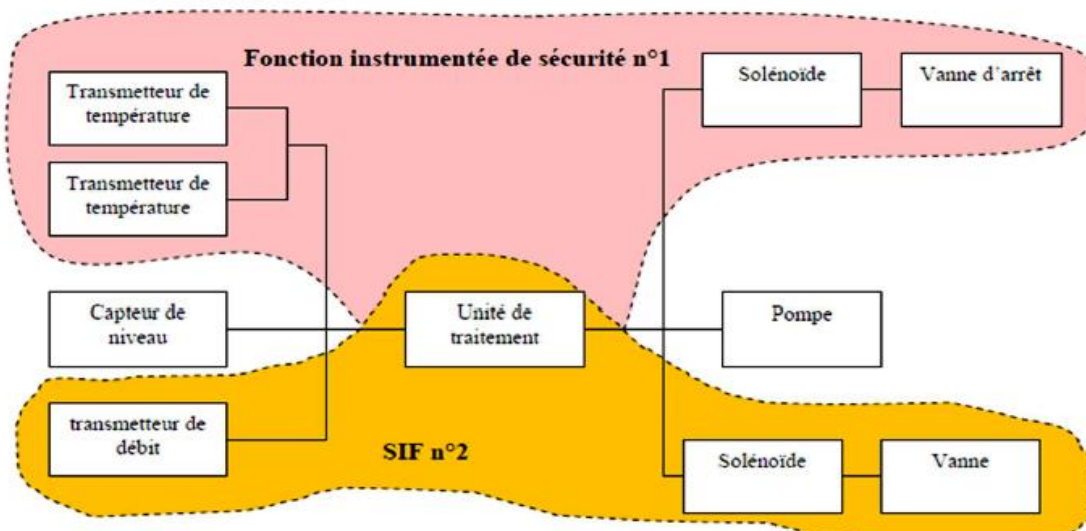 Fonction instrumentée de sécurité n°1
Transmetteur de
température
Solénoïde
Vanne d'arrêt
Transmetteur de
température
Capteur de
niveau
Unité de
traitement
Pompe
transmetteur de
débit
SIF n°2
Solénoïde
Vanne